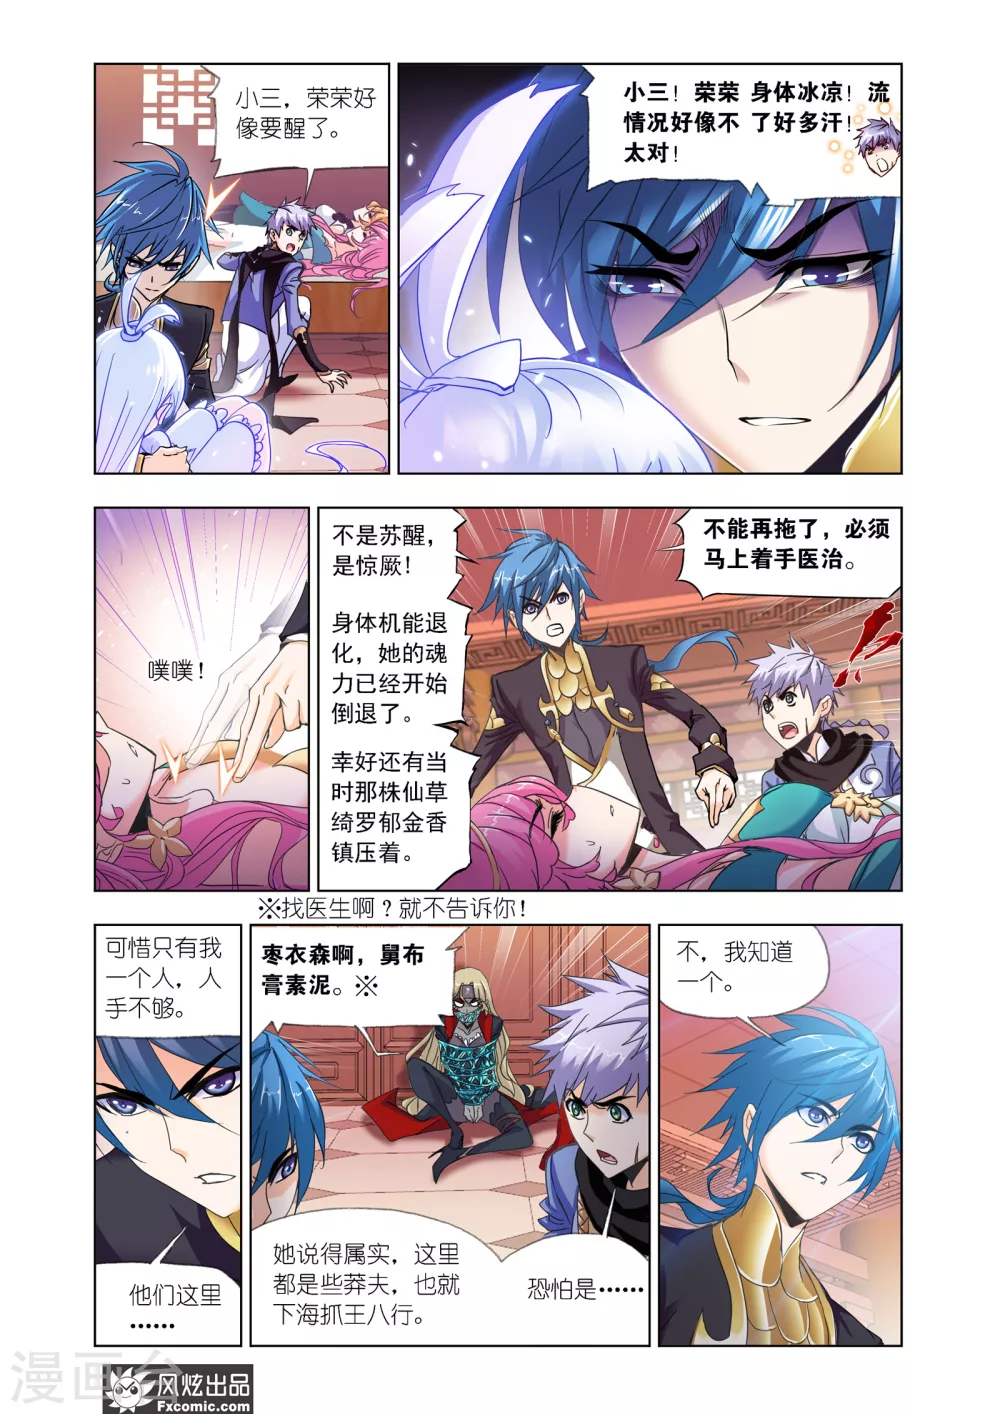 小三，荣荣好
像要醒了。
小三！荣荣 身体冰凉！流
情况好像不 了好多汗！
太对！
噗噗！
不是苏醒，
是惊厥！
身体机能退
化，她的魂
力已经开始
倒退了。
幸好还有当
时那株仙草
绮罗郁金香
镇压着。
不能再拖了，必须
马上着手医治。
※找医生啊？就不告诉你！
可惜只有我
一个人，人
手不够。
他们这里
……
枣衣森啊，舅布
膏素泥。※
她说得属实，这里
都是些莽夫，也就
下海抓王八行。
恐怕是……
不，我知道
一个。
漫画台
风炫出品
Fxcomic.com